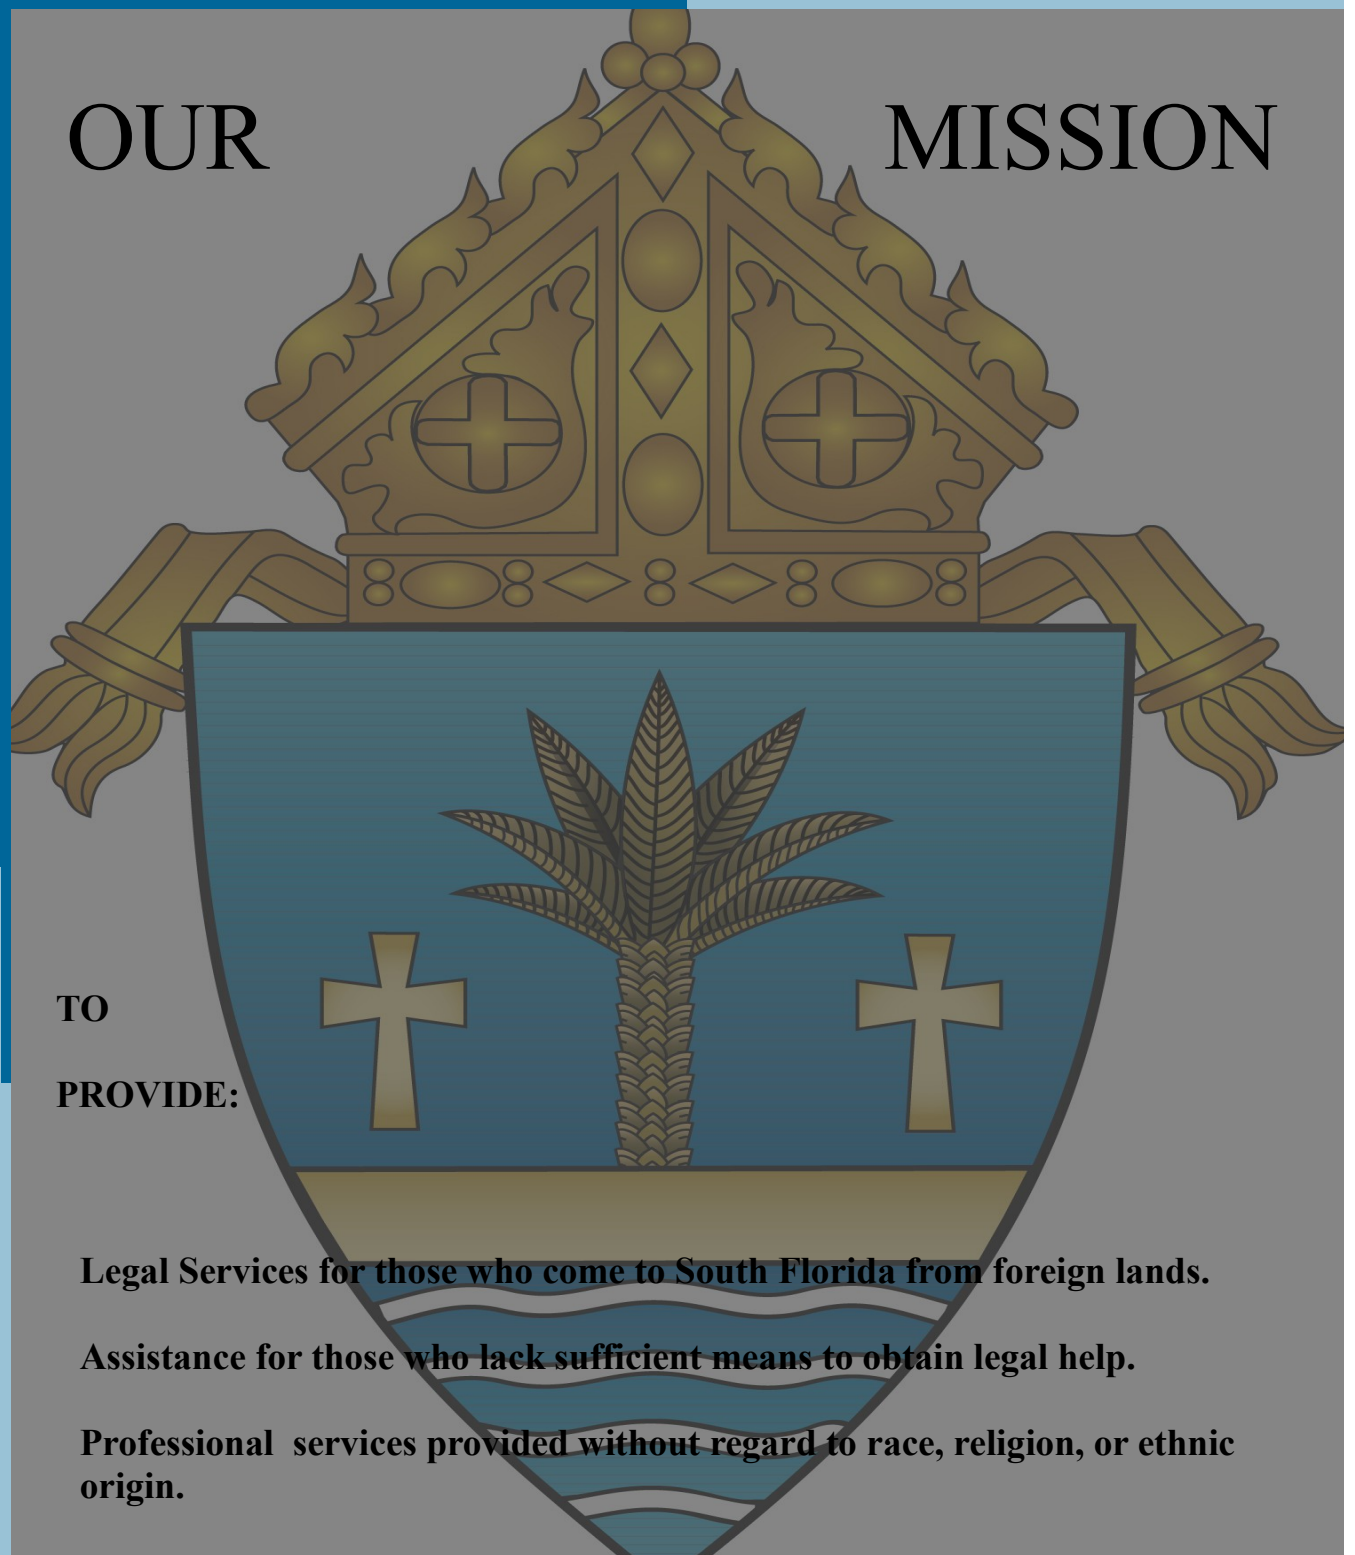 OUR MISSION
TO
PROVIDE:
Legal Services for those who come to South Florida from foreign lands.
Assistance for those who lack sufficient means to obtain legal help.
Professional  services provided without regard to race, religion, or ethnic
origin.